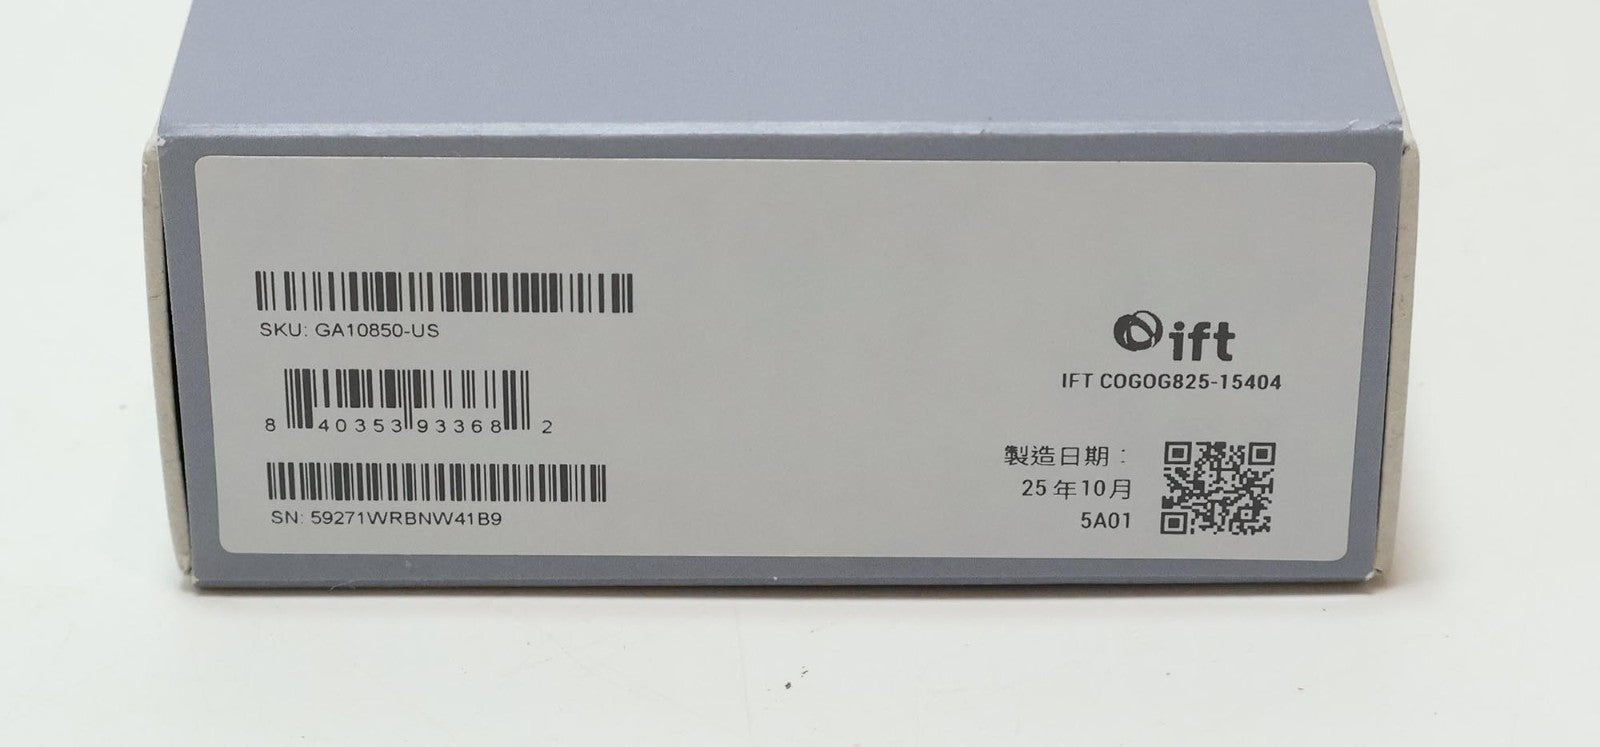 SKU: GA10850-US
8 40353 93368 2
SN: 59271WRBNW41B9
ift
IFT COGOG825-15404
製造日期：
25年10月
5A01